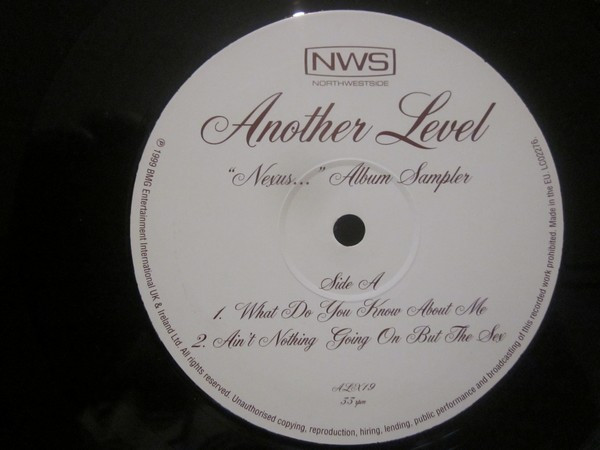 NWS
NORTHWESTSIDE
Another Level
"Nexus..." Album Sampler
Side A
1. What Do You Know About Me
2. Ain't Nothing Going On But The Sex
ALEX19
33 rpm
℗ 1999 BMG Entertainment International UK & Ireland Ltd. All rights reserved. Unauthorised copying, reproduction, hiring, lending, public performance and broadcasting of this recorded work prohibited. Made in the EU. LC02276.